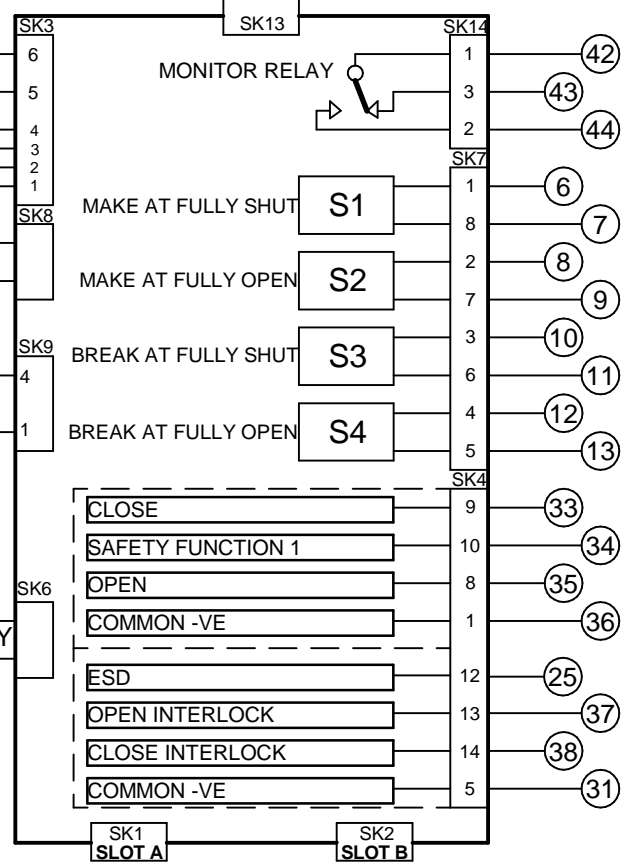 SK3
SK13
SK14
6
MONITOR RELAY
1
42
5
3
43
4
2
44
3
2
1
SK7
MAKE AT FULLY SHUT
S1
1
6
8
7
SK8
MAKE AT FULLY OPEN
S2
2
8
7
9
SK9
BREAK AT FULLY SHUT
S3
3
10
4
6
11
1
BREAK AT FULLY OPEN
S4
4
12
5
13
SK4
CLOSE
9
33
SAFETY FUNCTION 1
10
34
SK6
OPEN
8
35
COMMON -VE
1
36
Y
ESD
12
25
OPEN INTERLOCK
13
37
CLOSE INTERLOCK
14
38
COMMON -VE
5
31
SK1
SLOT A
SK2
SLOT B